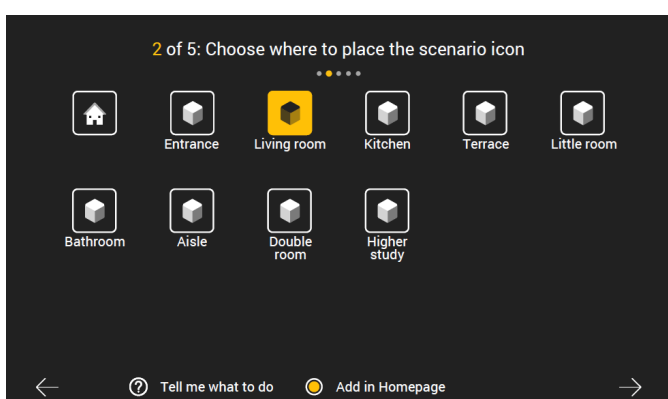 2 of 5: Choose where to place the scenario icon
Entrance
Living room
Kitchen
Terrace
Little room
Bathroom
Aisle
Double
room
Higher
study
? Tell me what to do
Add in Homepage